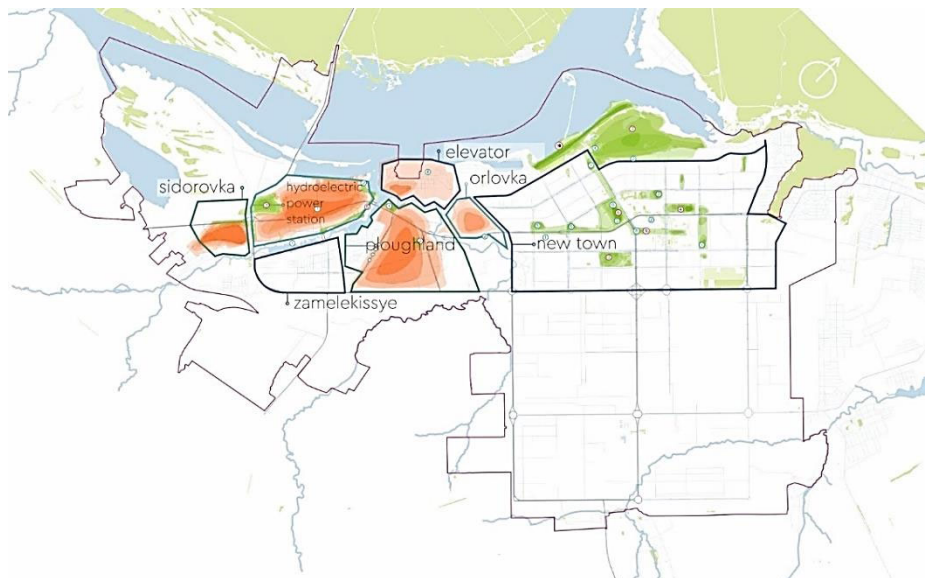 elevator
sidorovka
hydroelectric
power
station
orlovka
ploughland
new town
zamelekissye